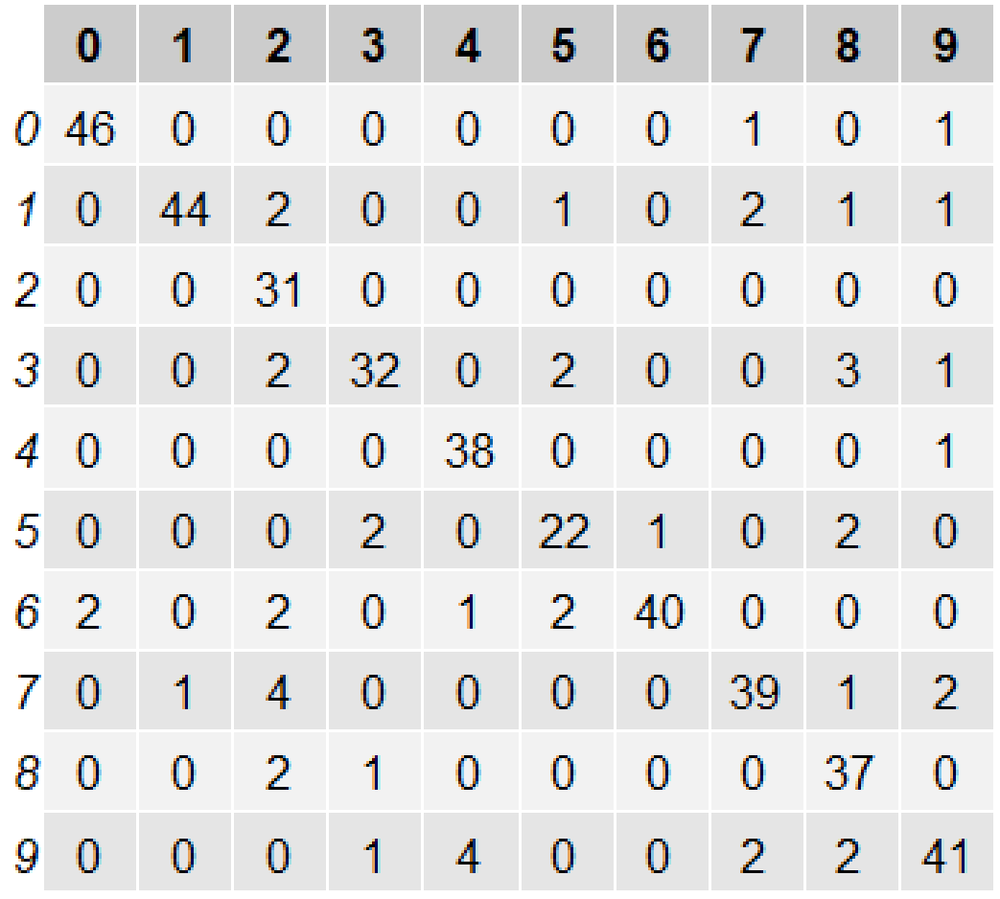 0 1 2 3 4 5 6 7 8 9
0 46 0 0 0 0 0 0 1 0 1
1 0 44 2 0 0 1 0 2 1 1
2 0 0 31 0 0 0 0 0 0 0
3 0 0 2 32 0 2 0 0 3 1
4 0 0 0 0 38 0 0 0 0 1
5 0 0 0 2 0 22 1 0 2 0
6 2 0 2 0 1 2 40 0 0 0
7 0 1 4 0 0 0 0 39 1 2
8 0 0 2 1 0 0 0 0 37 0
9 0 0 0 1 4 0 0 2 2 41